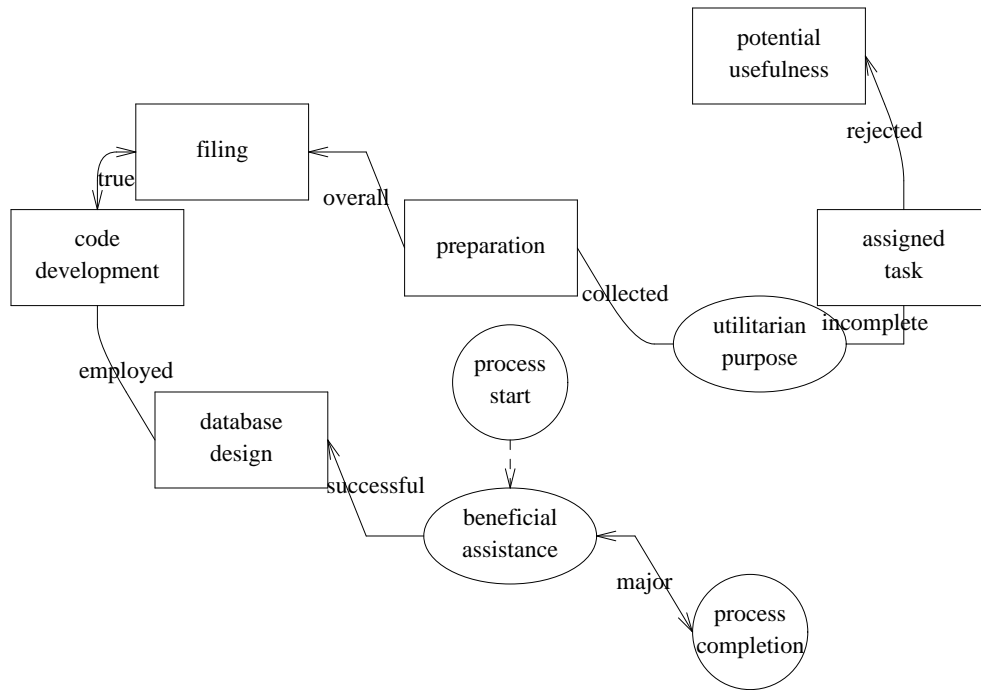 potential
usefulness
rejected
filing
true
overall
code
development
preparation
assigned
task
collected
incomplete
utilitarian
purpose
process
start
employed
database
design
successful
beneficial
assistance
major
process
completion